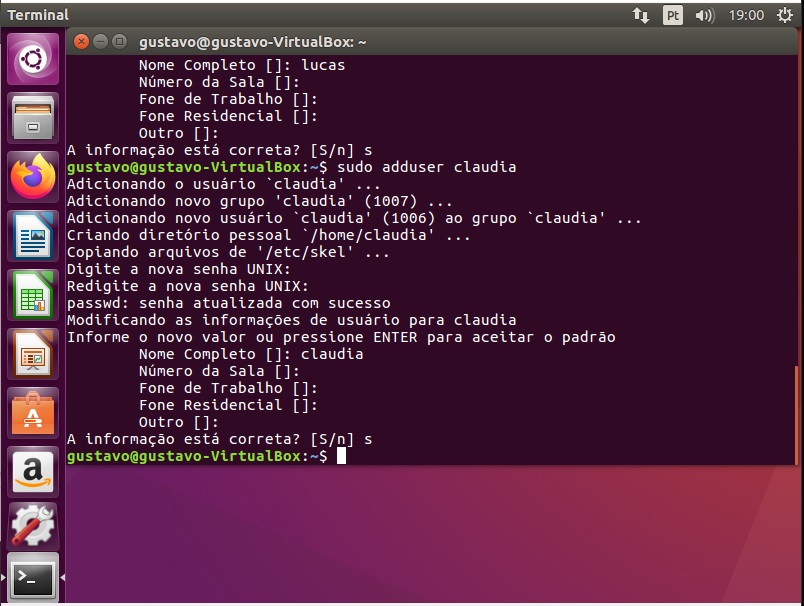 Terminal
Pt
19:00
gustavo@gustavo-VirtualBox: ~
Nome Completo []: lucas
Número da Sala []:
Fone de Trabalho []:
Fone Residencial []:
Outro []:
A informação está correta? [S/n] s
gustavo@gustavo-VirtualBox:~$ sudo adduser claudia
Adicionando o usuário `claudia' ...
Adicionando novo grupo 'claudia' (1007) ...
Adicionando novo usuário `claudia' (1006) ao grupo `claudia' ...
Criando diretório pessoal `/home/claudia' ...
Copiando arquivos de '/etc/skel' ...
Digite a nova senha UNIX:
Redigite a nova senha UNIX:
passwd: senha atualizada com sucesso
Modificando as informações de usuário para claudia
Informe o novo valor ou pressione ENTER para aceitar o padrão
Nome Completo []: claudia
Número da Sala []:
Fone de Trabalho []:
Fone Residencial []:
Outro []:
A informação está correta? [S/n] s
gustavo@gustavo-VirtualBox:~$